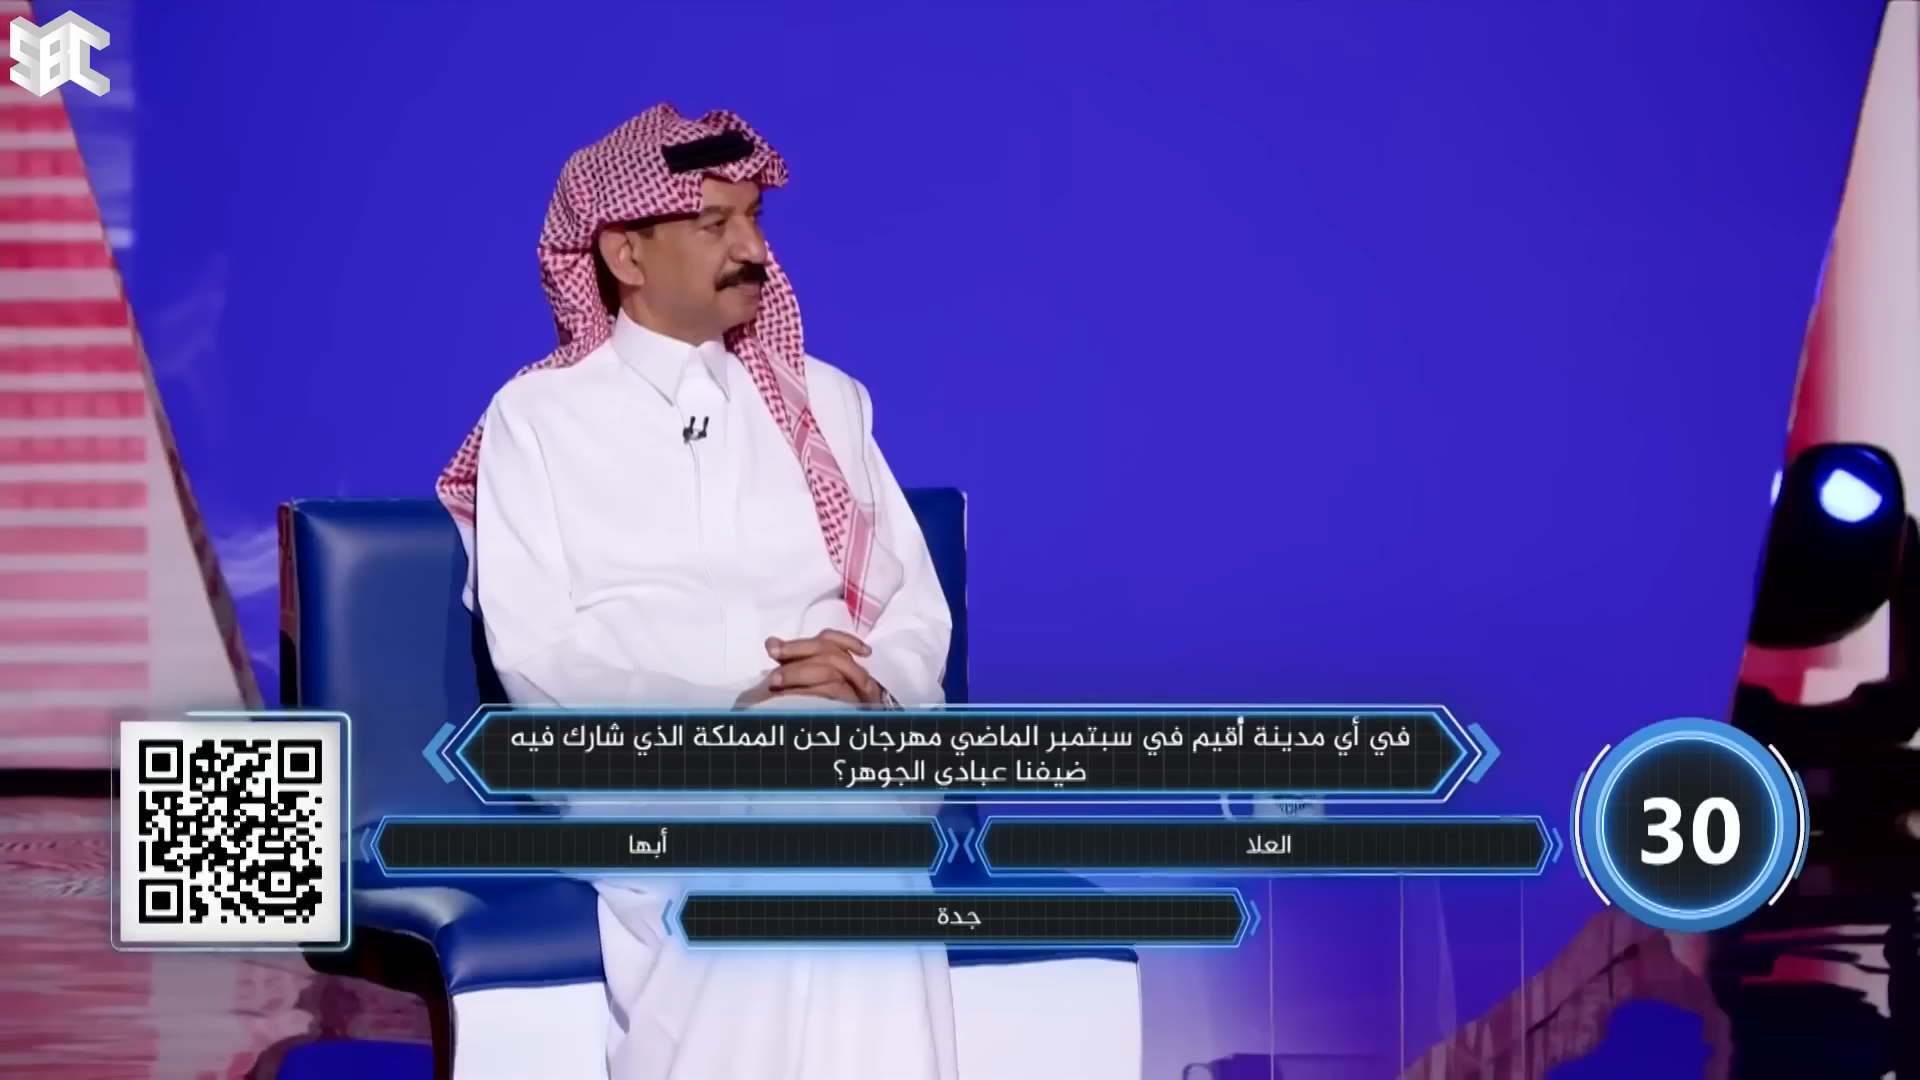 SBC
في أي مدينة أقيم في سبتمبر الماضي مهرجان لحن المملكة الذي شارك فيه
ضيفنا عبادي الجوهر؟
العلا
أبها
جدة
30